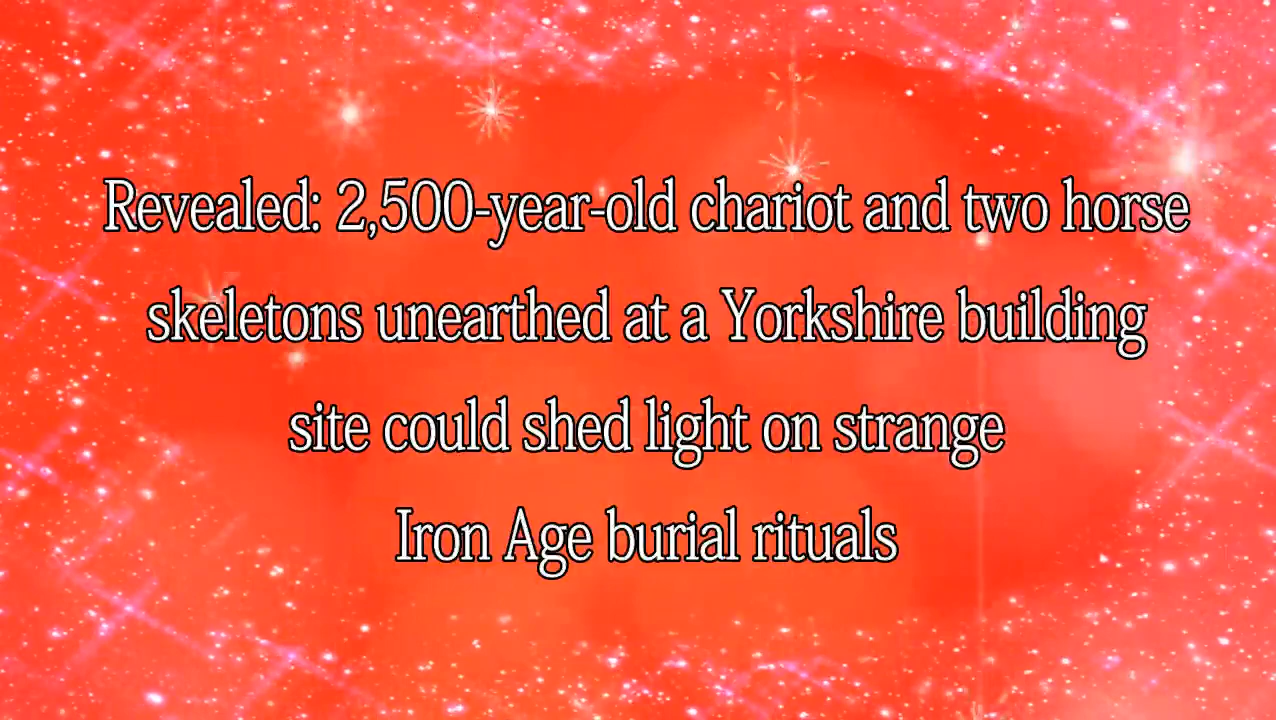 Revealed: 2,500-year-old chariot and two horse
skeletons unearthed at a Yorkshire building
site could shed light on strange
Iron Age burial rituals